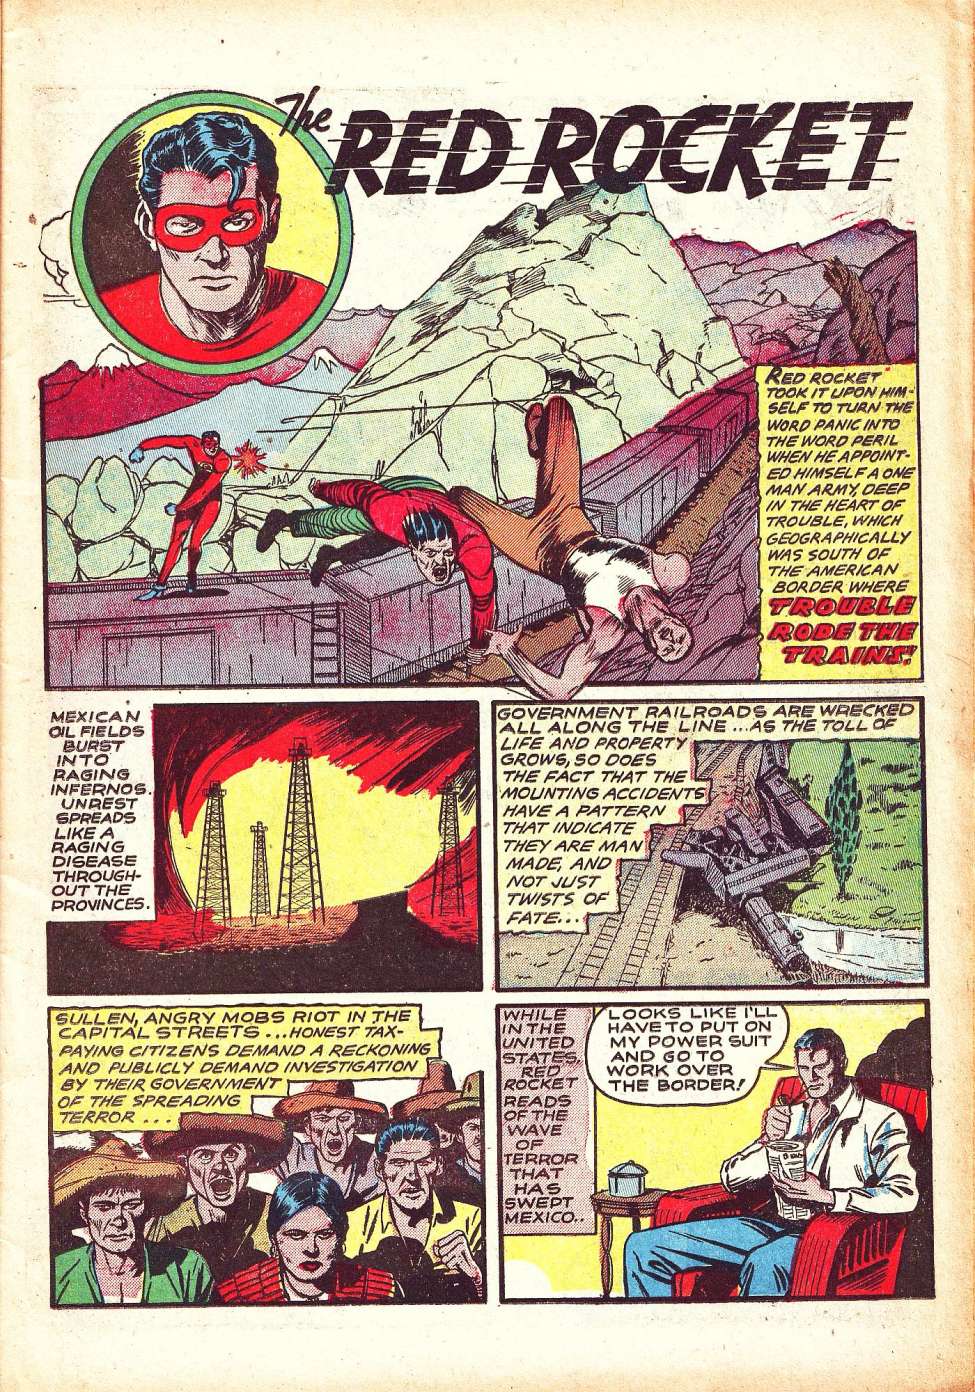 The
RED ROCKET
RED ROCKET
TOOK IT UPON HIM-
SELF TO TURN THE
WORD PANIC INTO
THE WORD PERIL
WHEN HE APPOINT-
ED HIMSELF A ONE
MAN ARMY, DEEP
IN THE HEART OF
TROUBLE, WHICH
GEOGRAPHICALLY
WAS SOUTH OF
THE AMERICAN
BORDER WHERE
TROUBLE
RODE THE
TRAINS!
MEXICAN
OIL FIELDS
BURST
INTO
RAGING
INFERNOS.
UNREST
SPREADS
LIKE A
RAGING
DISEASE
THROUGH-
OUT THE
PROVINCES.
GOVERNMENT RAILROADS ARE WRECKED
ALL ALONG THE LINE ...AS THE TOLL OF
LIFE AND PROPERTY
GROWS, SO DOES
THE FACT THAT THE
MOUNTING ACCIDENTS
HAVE A PATTERN
THAT INDICATE
THEY ARE MAN
MADE, AND
NOT JUST
TWISTS OF
FATE...
SULLEN, ANGRY MOBS RIOT IN THE
CAPITAL STREETS ...HONEST TAX-
PAYING CITIZENS DEMAND A RECKONING
AND PUBLICLY DEMAND INVESTIGATION
BY THEIR GOVERNMENT
OF THE SPREADING
TERROR ...
WHILE
IN THE
UNITED
STATES,
RED
ROCKET
READS
OF THE
WAVE
OF
TERROR
THAT
HAS
SWEPT
MEXICO..
LOOKS LIKE I'LL
HAVE TO PUT ON
MY POWER SUIT
AND GO TO
WORK OVER
THE BORDER!